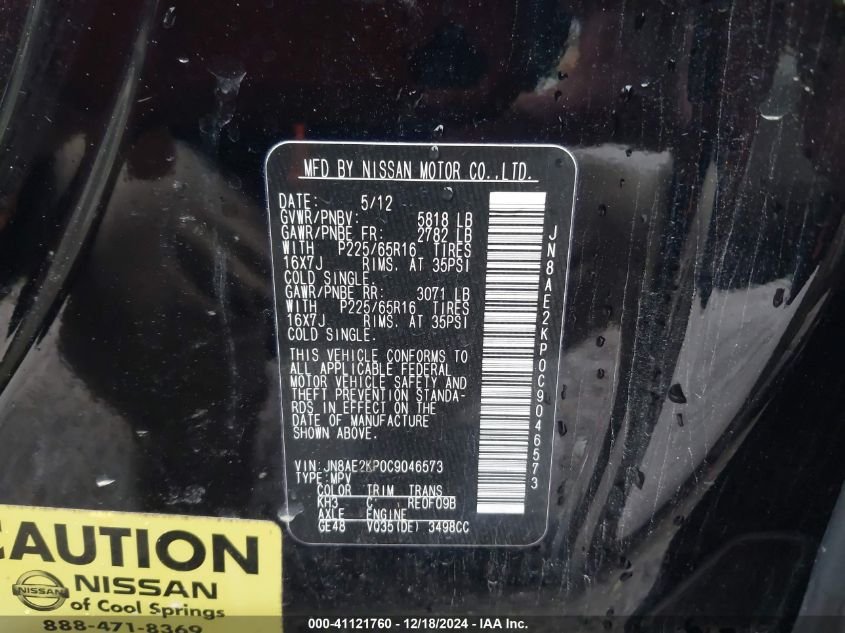 MFD BY NISSAN MOTOR CO.,LTD.
DATE: 5/12
GVWR/PNBV: 5818 LB
GAWR/PNBE FR: 2782 LB
WITH P225/65R16 TIRES
16X7J RIMS. AT 35PSI
COLD SINGLE.
GAWR/PNBE RR: 3071 LB
WITH P225/65R16 TIRES
16X7J RIMS. AT 35PSI
COLD SINGLE.
THIS VEHICLE CONFORMS TO
ALL APPLICABLE FEDERAL
MOTOR VEHICLE SAFETY AND
THEFT PREVENTION STANDA-
RDS IN EFFECT ON THE
DATE OF MANUFACTURE
SHOWN ABOVE.
VIN: JN8AE2KP0C9046573
TYPE: MPV
COLOR TRIM TRANS
KH3 C RE0F09B
AXLE ENGINE
GE48 VQ35(DE) 3498CC
JN8AE2KP0C9046573
CAUTION
NISSAN
NISSAN
of Cool Springs
888-471-8369
000-41121760 - 12/18/2024 - IAA Inc.